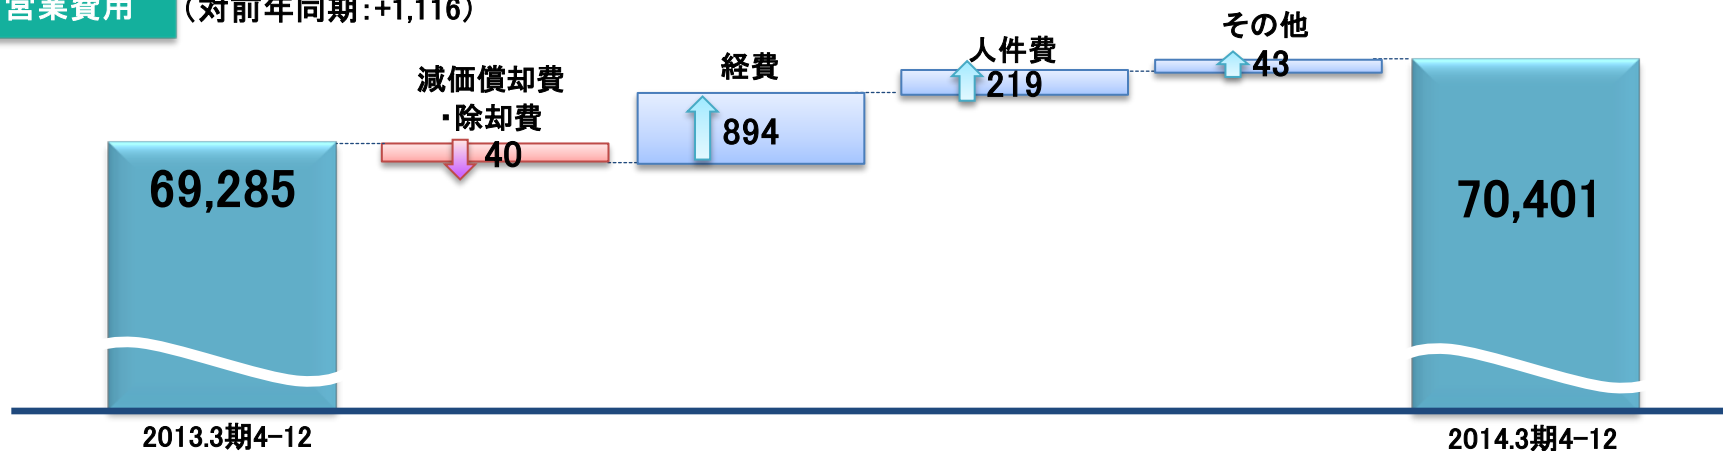 営業費用
（対前年同期：+1,116）
減価償却費
・除却費
40
経費
894
人件費
219
その他
43
69,285
70,401
2013.3期4-12
2014.3期4-12